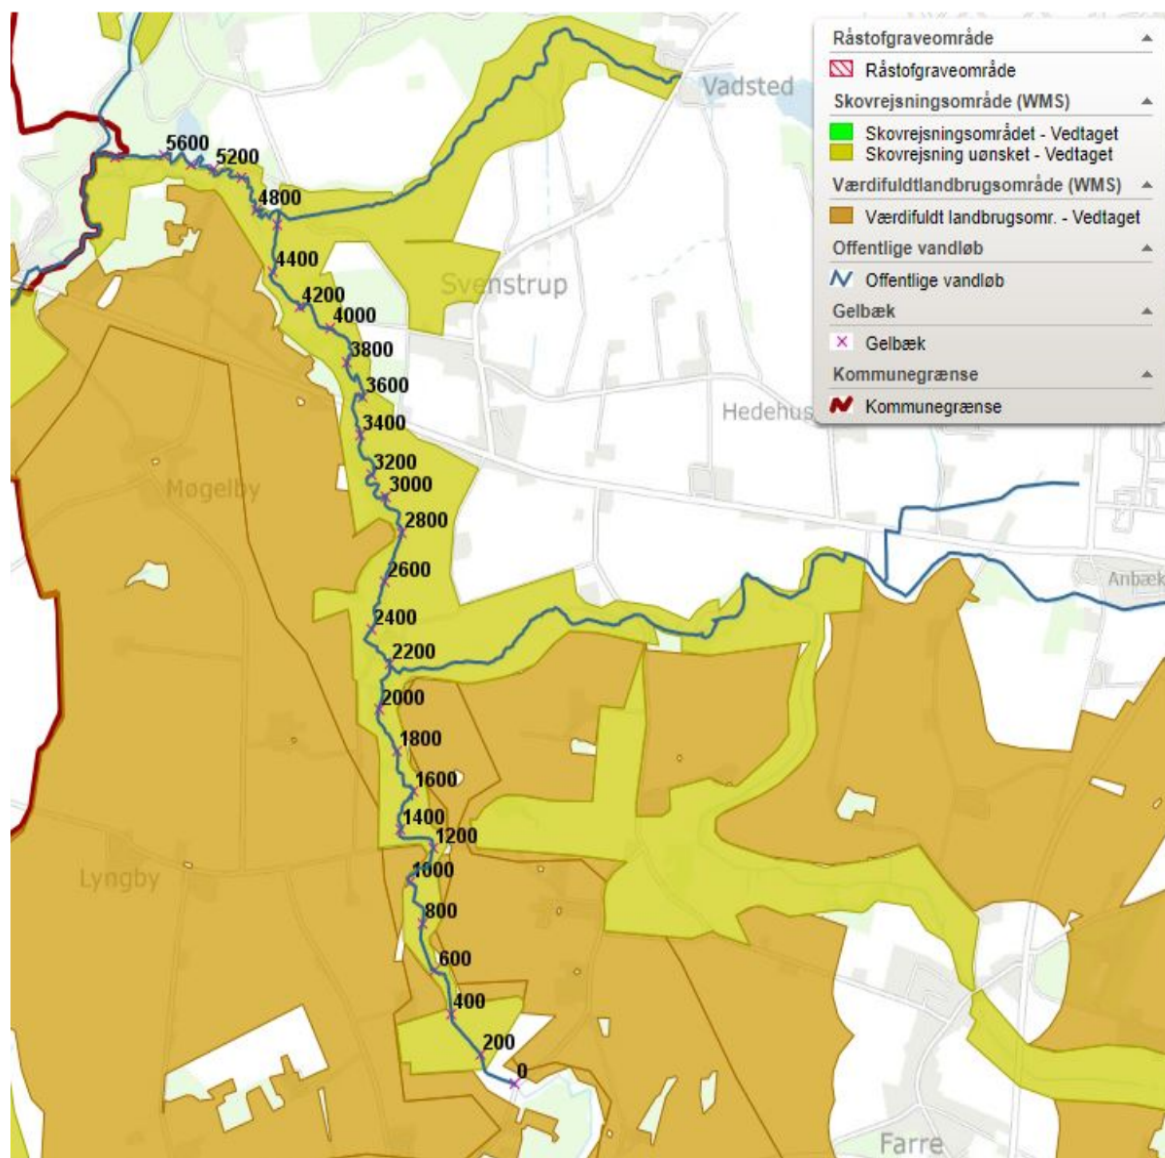 Råstofgraveområde
Råstofgraveområde
Skovrejsningsområde (WMS)
Skovrejsningsområdet - Vedtaget
Skovrejsning uønsket - Vedtaget
Værdifuldtlandbrugsområde (WMS)
Værdifuldt landbrugsomr. - Vedtaget
Offentlige vandløb
Offentlige vandløb
Gelbæk
Gelbæk
Kommunegrænse
Kommunegrænse
Vadsted
5600
5200
4800
4400
Svenstrup
4200
4000
3800
3600
Hedehus
3400
3200
3000
Møgelby
2800
2600
Anbæk
2400
2200
2000
1800
1600
1400
1200
1000
Lyngby
800
600
400
200
0
Farre